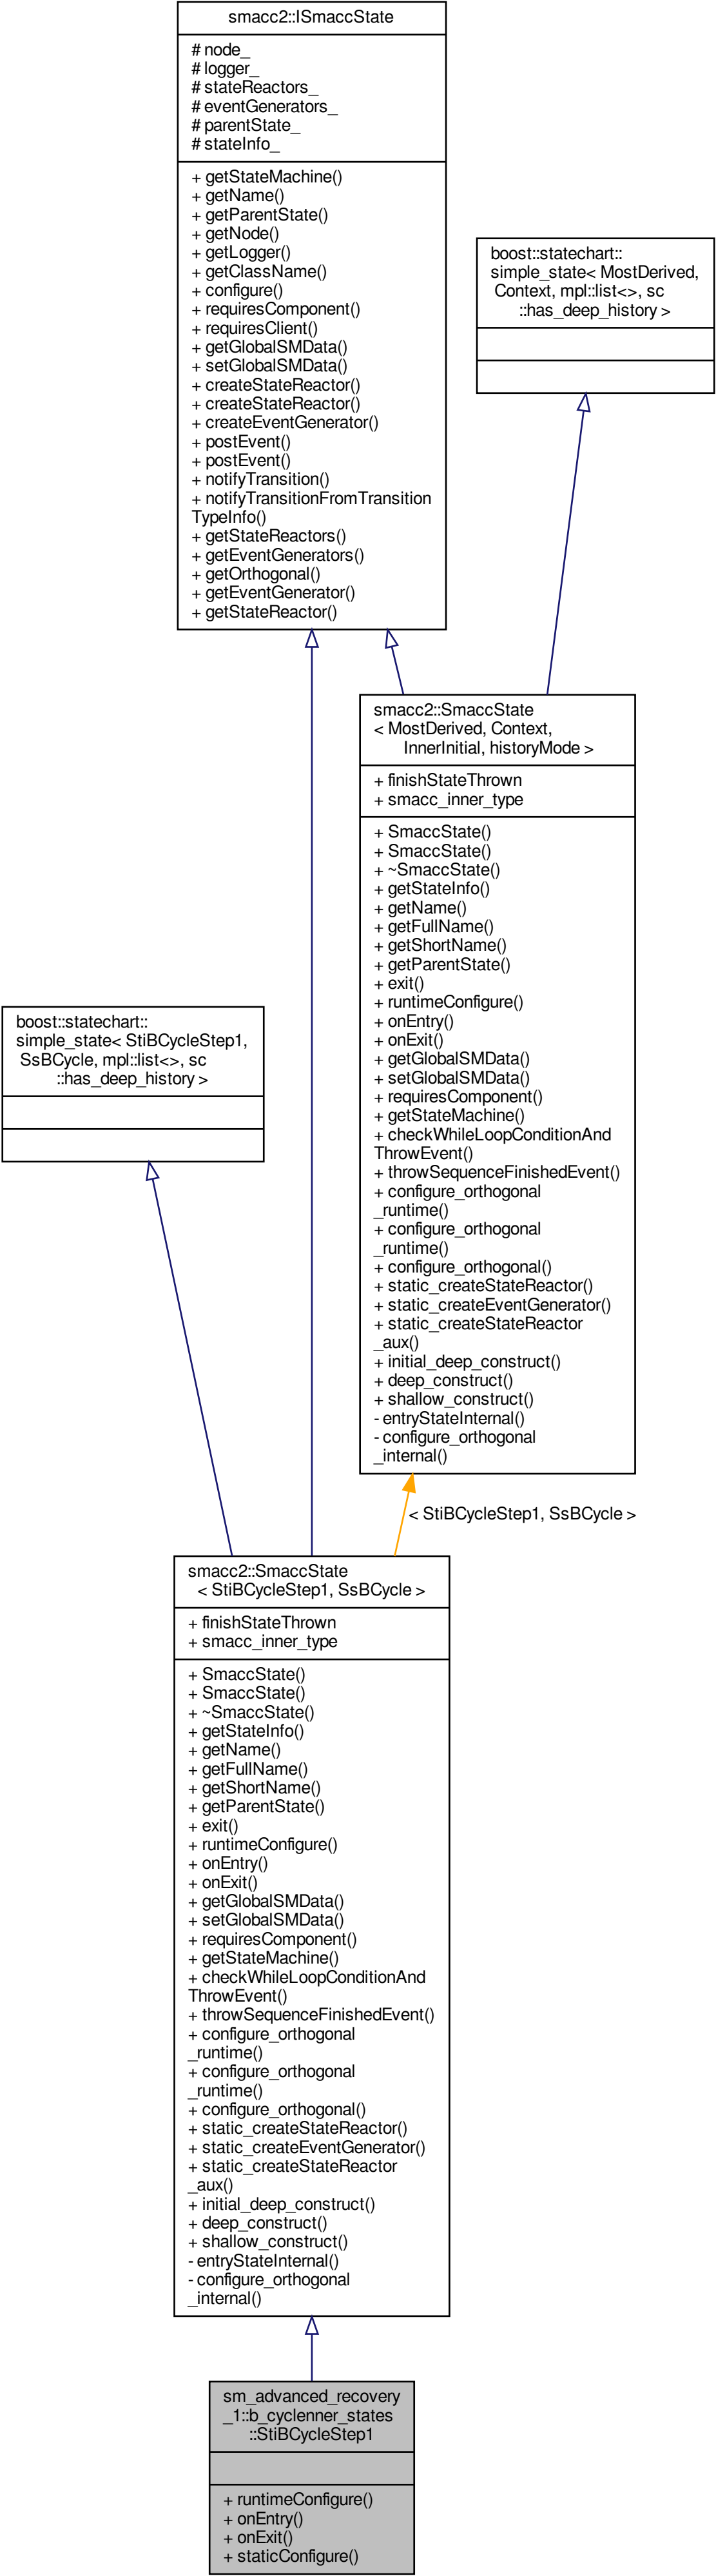 smacc2::ISmaccState
# node_
# logger_
# stateReactors_
# eventGenerators_
# parentState_
# stateInfo_
+ getStateMachine()
+ getName()
+ getParentState()
+ getNode()
+ getLogger()
+ getClassName()
+ configure()
+ requiresComponent()
+ requiresClient()
+ getGlobalSMData()
+ setGlobalSMData()
+ createStateReactor()
+ createStateReactor()
+ createEventGenerator()
+ postEvent()
+ postEvent()
+ notifyTransition()
+ notifyTransitionFromTransition
TypeInfo()
+ getStateReactors()
+ getEventGenerators()
+ getOrthogonal()
+ getEventGenerator()
+ getStateReactor()
boost::statechart::
simple_state< MostDerived,
Context, mpl::list<>, sc
::has_deep_history >
smacc2::SmaccState
< MostDerived, Context,
InnerInitial, historyMode >
+ finishStateThrown
+ smacc_inner_type
+ SmaccState()
+ SmaccState()
+ ~SmaccState()
+ getStateInfo()
+ getName()
+ getFullName()
+ getShortName()
+ getParentState()
+ exit()
+ runtimeConfigure()
+ onEntry()
+ onExit()
+ getGlobalSMData()
+ setGlobalSMData()
+ requiresComponent()
+ getStateMachine()
+ checkWhileLoopConditionAnd
ThrowEvent()
+ throwSequenceFinishedEvent()
+ configure_orthogonal
_runtime()
+ configure_orthogonal
_runtime()
+ configure_orthogonal()
+ static_createStateReactor()
+ static_createEventGenerator()
+ static_createStateReactor
_aux()
+ initial_deep_construct()
+ deep_construct()
+ shallow_construct()
- entryStateInternal()
- configure_orthogonal
_internal()
boost::statechart::
simple_state< StiBCycleStep1,
SsBCycle, mpl::list<>, sc
::has_deep_history >
< StiBCycleStep1, SsBCycle >
smacc2::SmaccState
< StiBCycleStep1, SsBCycle >
+ finishStateThrown
+ smacc_inner_type
+ SmaccState()
+ SmaccState()
+ ~SmaccState()
+ getStateInfo()
+ getName()
+ getFullName()
+ getShortName()
+ getParentState()
+ exit()
+ runtimeConfigure()
+ onEntry()
+ onExit()
+ getGlobalSMData()
+ setGlobalSMData()
+ requiresComponent()
+ getStateMachine()
+ checkWhileLoopConditionAnd
ThrowEvent()
+ throwSequenceFinishedEvent()
+ configure_orthogonal
_runtime()
+ configure_orthogonal
_runtime()
+ configure_orthogonal()
+ static_createStateReactor()
+ static_createEventGenerator()
+ static_createStateReactor
_aux()
+ initial_deep_construct()
+ deep_construct()
+ shallow_construct()
- entryStateInternal()
- configure_orthogonal
_internal()
sm_advanced_recovery
_1::b_cyclenner_states
::StiBCycleStep1
+ runtimeConfigure()
+ onEntry()
+ onExit()
+ staticConfigure()